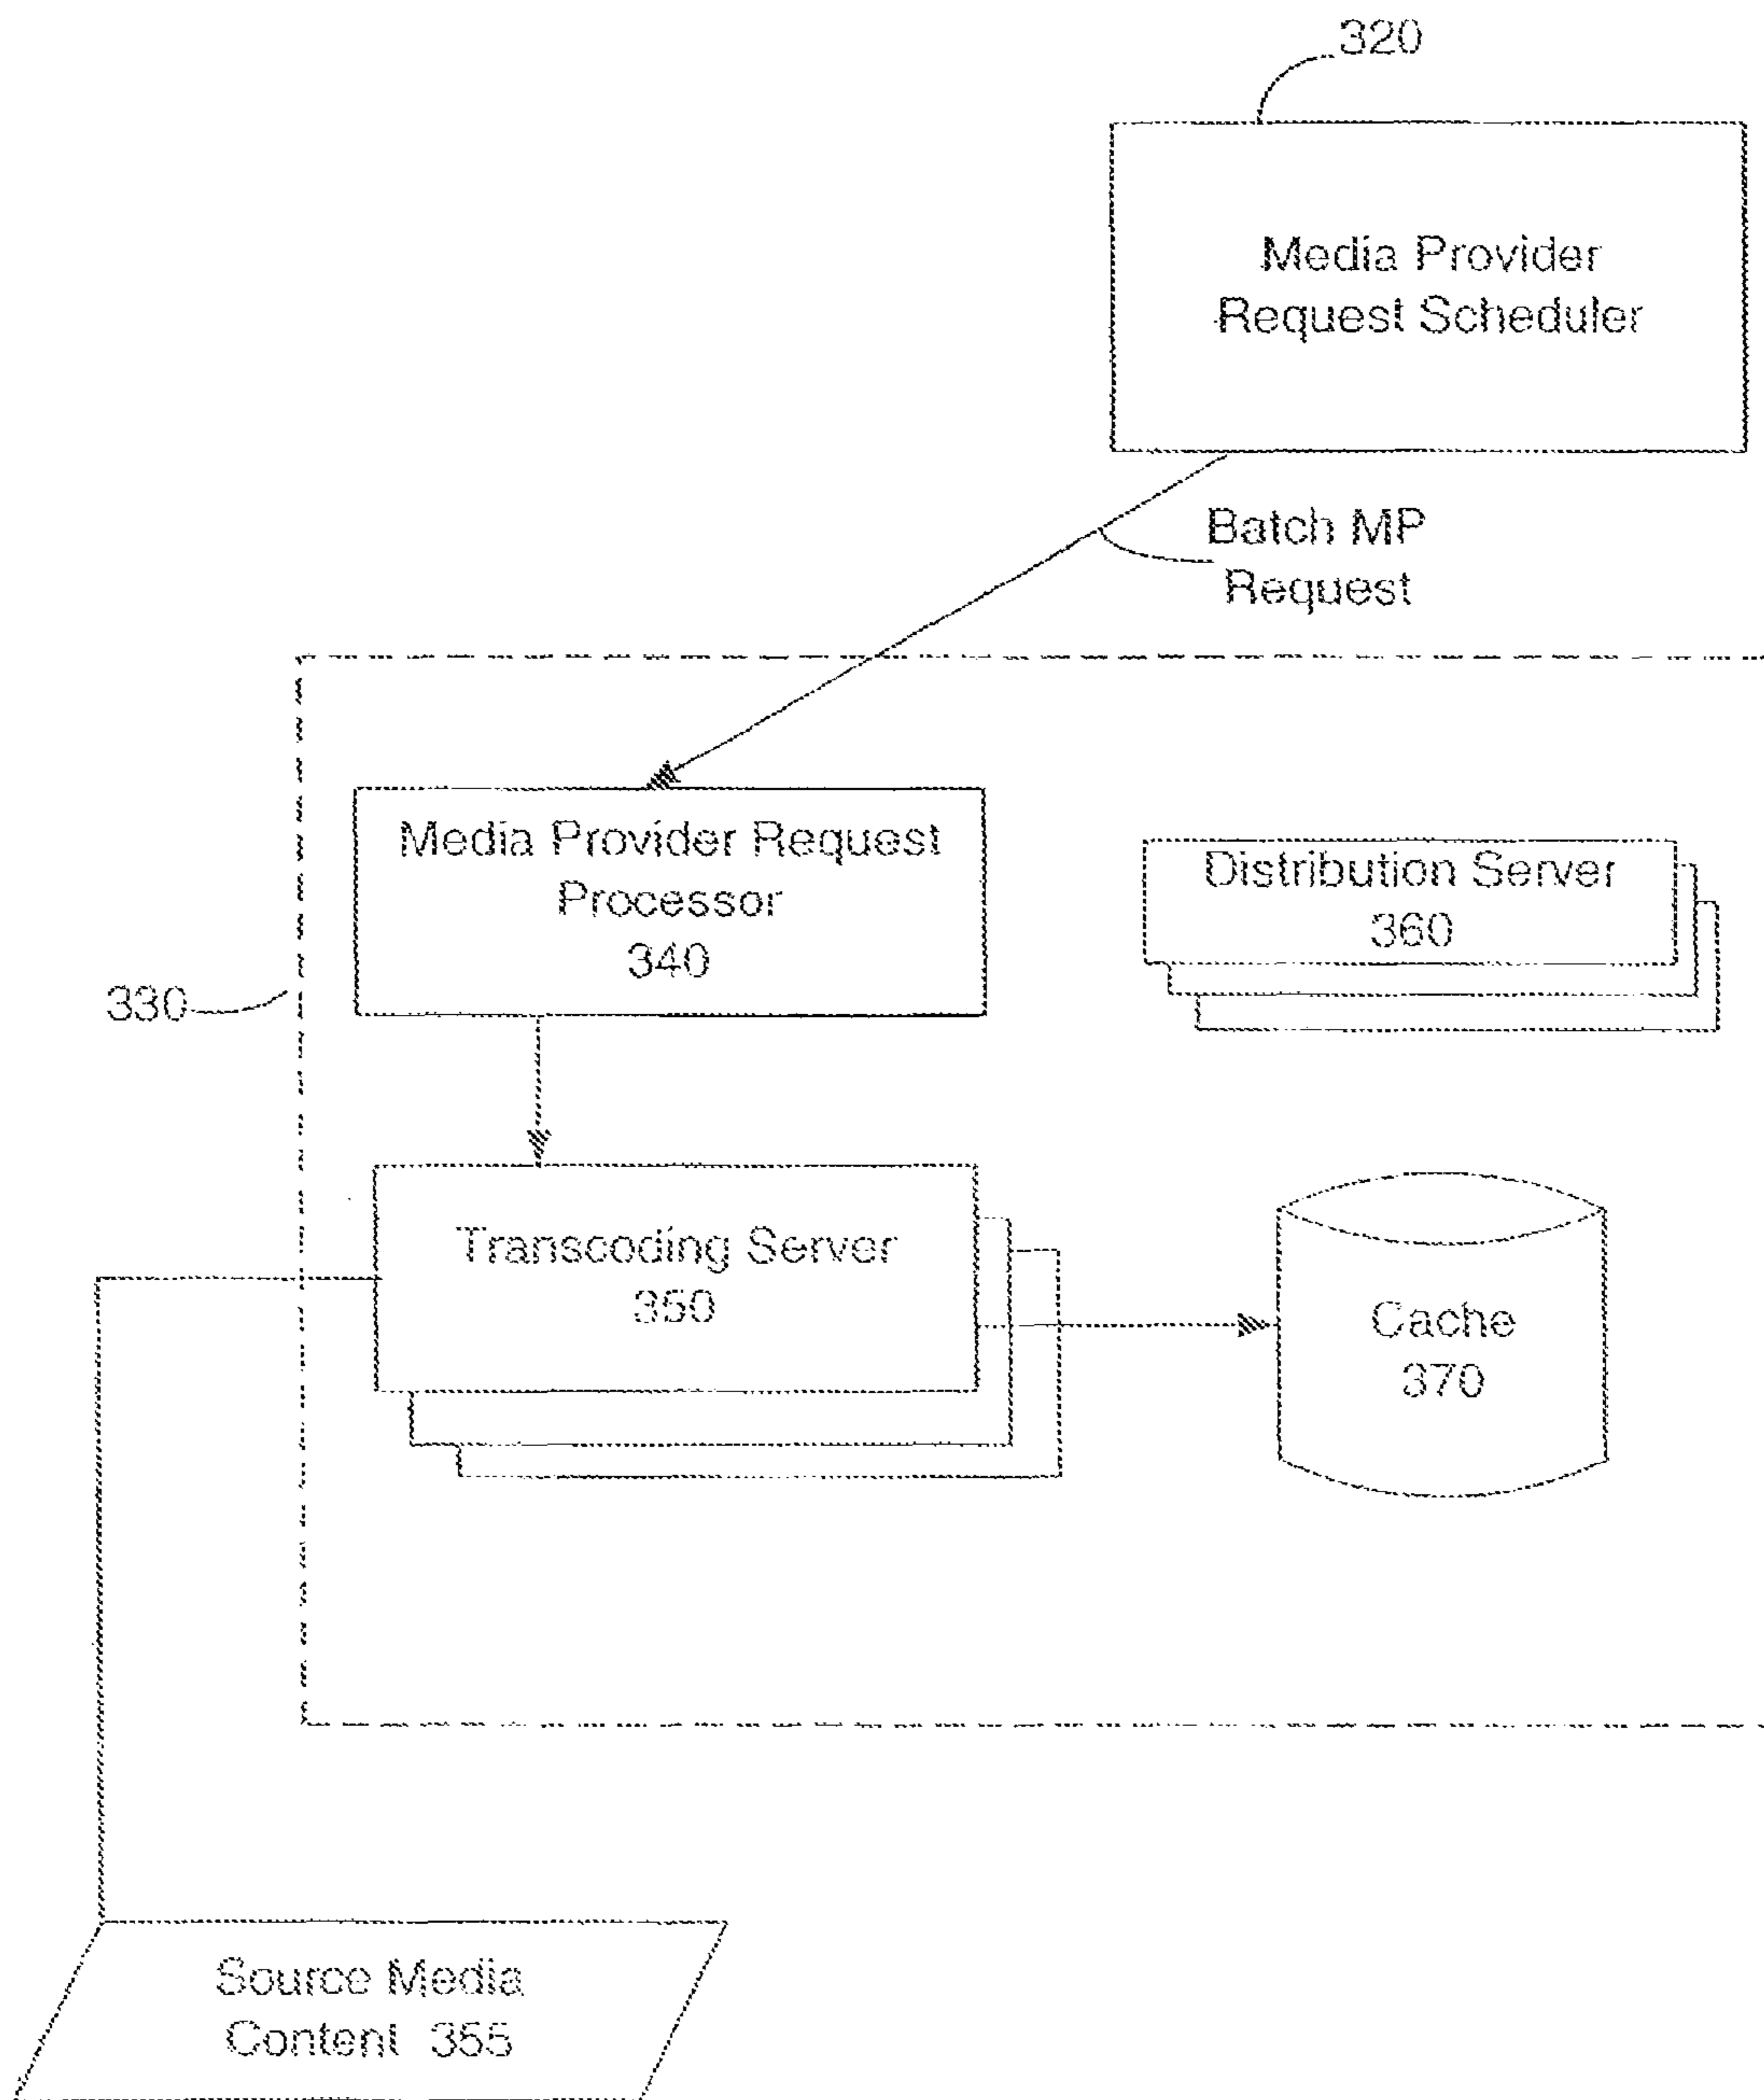 320
Media Provider
Request Scheduler
Batch MP
Request
Media Provider Request
Processor
340
Distribution Server
360
330
Transcoding Server
350
Cache
370
Source Media
Content 355